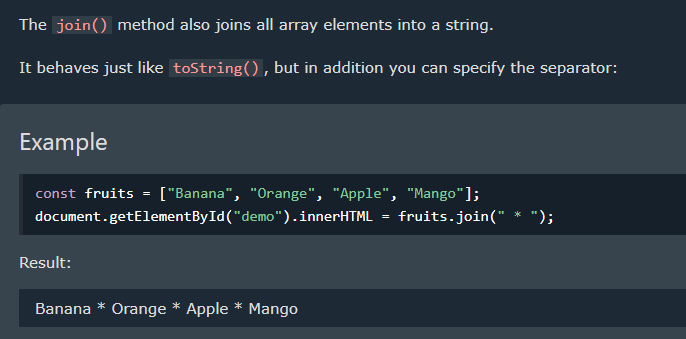 The join() method also joins all array elements into a string.
It behaves just like toString(), but in addition you can specify the separator:
Example
const fruits = ["Banana", "Orange", "Apple", "Mango"];
document.getElementById("demo").innerHTML = fruits.join(" * ");
Result:
Banana * Orange * Apple * Mango